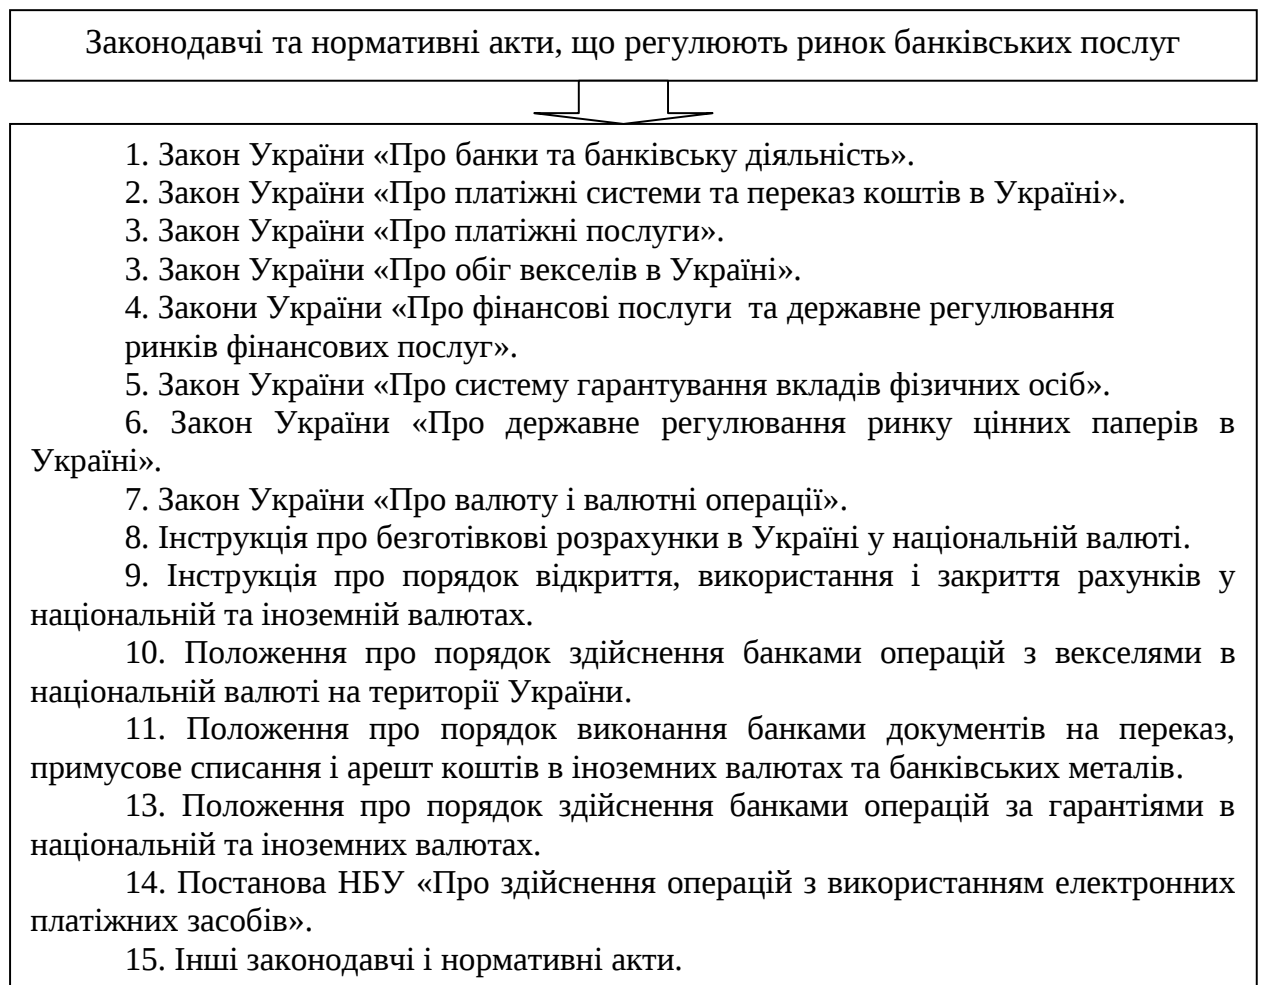 Законодавчі та нормативні акти, що регулюють ринок банківських послуг
1. Закон України «Про банки та банківську діяльність».
2. Закон України «Про платіжні системи та переказ коштів в Україні».
3. Закон України «Про платіжні послуги».
3. Закон України «Про обіг векселів в Україні».
4. Закони України «Про фінансові послуги  та державне регулювання
ринків фінансових послуг».
5. Закон України «Про систему гарантування вкладів фізичних осіб».
6. Закон України «Про державне регулювання ринку цінних паперів в
Україні».
7. Закон України «Про валюту і валютні операції».
8. Інструкція про безготівкові розрахунки в Україні у національній валюті.
9. Інструкція про порядок відкриття, використання і закриття рахунків у
національній та іноземній валютах.
10. Положення про порядок здійснення банками операцій з векселями в
національній валюті на території України.
11. Положення про порядок виконання банками документів на переказ,
примусове списання і арешт коштів в іноземних валютах та банківських металів.
13. Положення про порядок здійснення банками операцій за гарантіями в
національній та іноземних валютах.
14. Постанова НБУ «Про здійснення операцій з використанням електронних
платіжних засобів».
15. Інші законодавчі і нормативні акти.